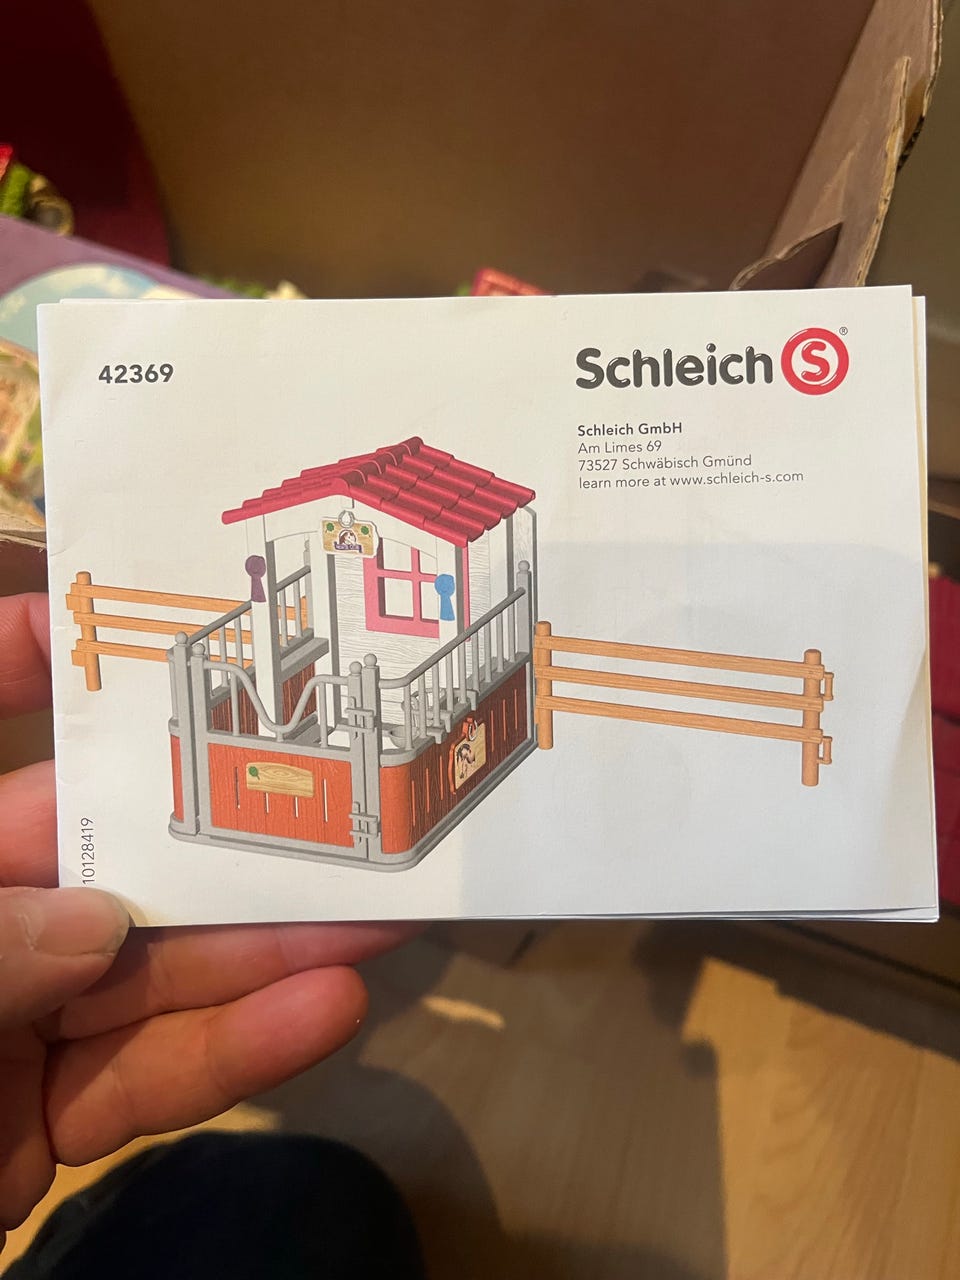 42369
Schleich S®
Schleich GmbH
Am Limes 69
73527 Schwäbisch Gmünd
learn more at www.schleich-s.com
10128419